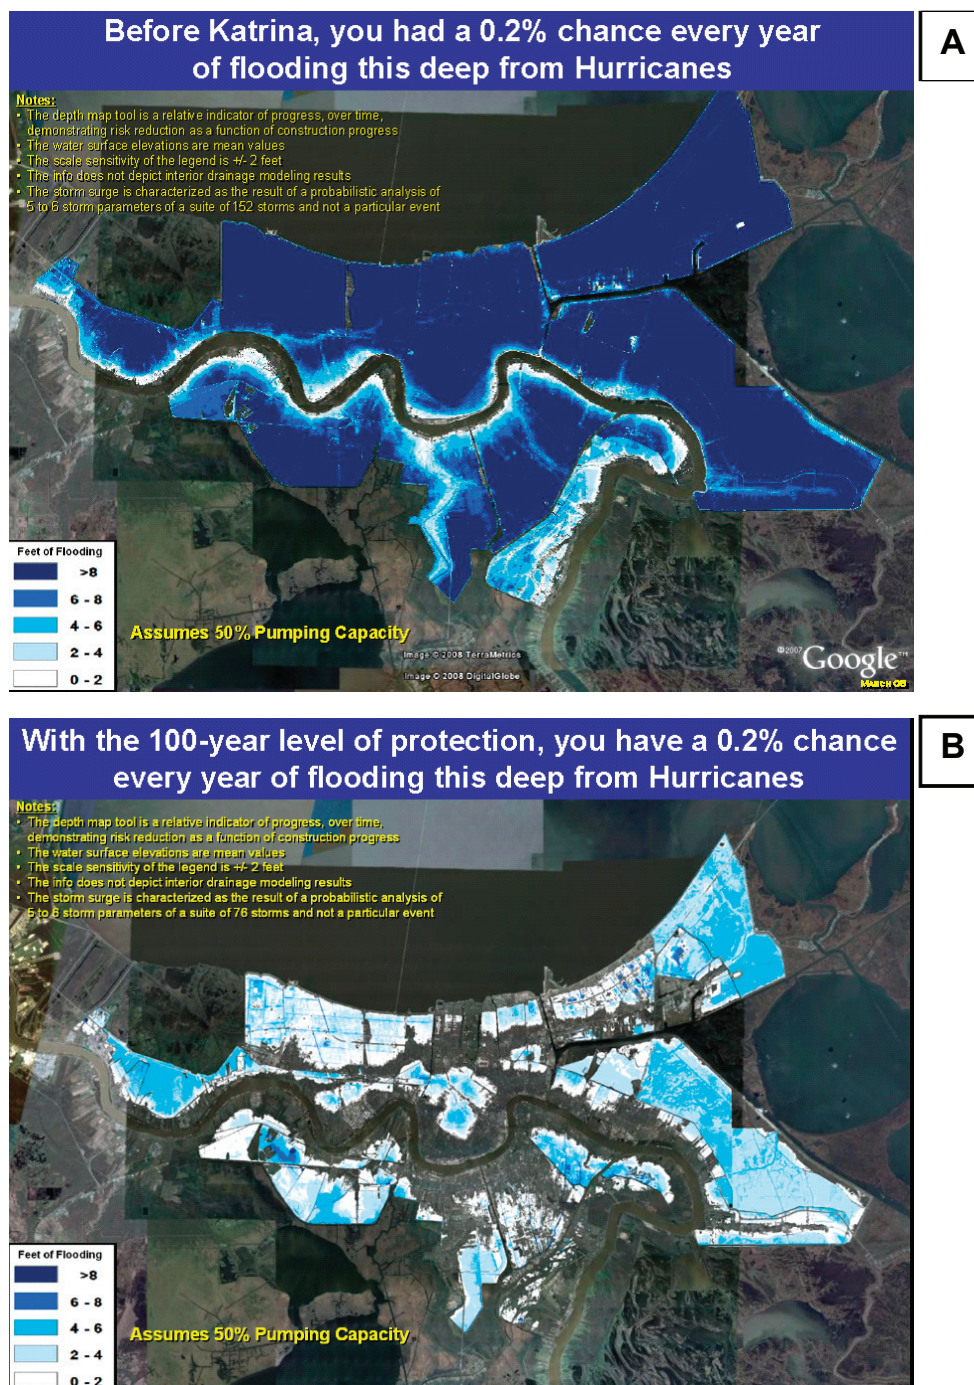 Before Katrina, you had a 0.2% chance every year
of flooding this deep from Hurricanes
A
Notes:
• The depth map tool is a relative indicator of progress, over time,
demonstrating risk reduction as a function of construction progress
• The water surface elevations are mean values
• The scale sensitivity of the legend is +/- 2 feet
• The info does not depict interior drainage modeling results
• The storm surge is characterized as the result of a probabilistic analysis of
5 to 6 storm parameters of a suite of 152 storms and not a particular event
Feet of Flooding
>8
6 - 8
4 - 6
2 - 4
0 - 2
Assumes 50% Pumping Capacity
Image © 2008 TerraMetrics
Image © 2008 DigitalGlobe
©2007 Google™
MARCH 08
With the 100-year level of protection, you have a 0.2% chance
every year of flooding this deep from Hurricanes
B
Notes:
• The depth map tool is a relative indicator of progress, over time,
demonstrating risk reduction as a function of construction progress
• The water surface elevations are mean values
• The scale sensitivity of the legend is +/- 2 feet
• The info does not depict interior drainage modeling results
• The storm surge is characterized as the result of a probabilistic analysis of
5 to 6 storm parameters of a suite of 76 storms and not a particular event
Feet of Flooding
>8
6 - 8
4 - 6
2 - 4
0 - 2
Assumes 50% Pumping Capacity